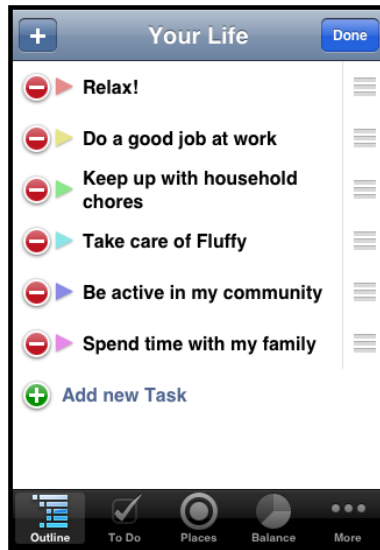 + Your Life Done
Relax!
Do a good job at work
Keep up with household
chores
Take care of Fluffy
Be active in my community
Spend time with my family
Add new Task
Outline To Do Places Balance More